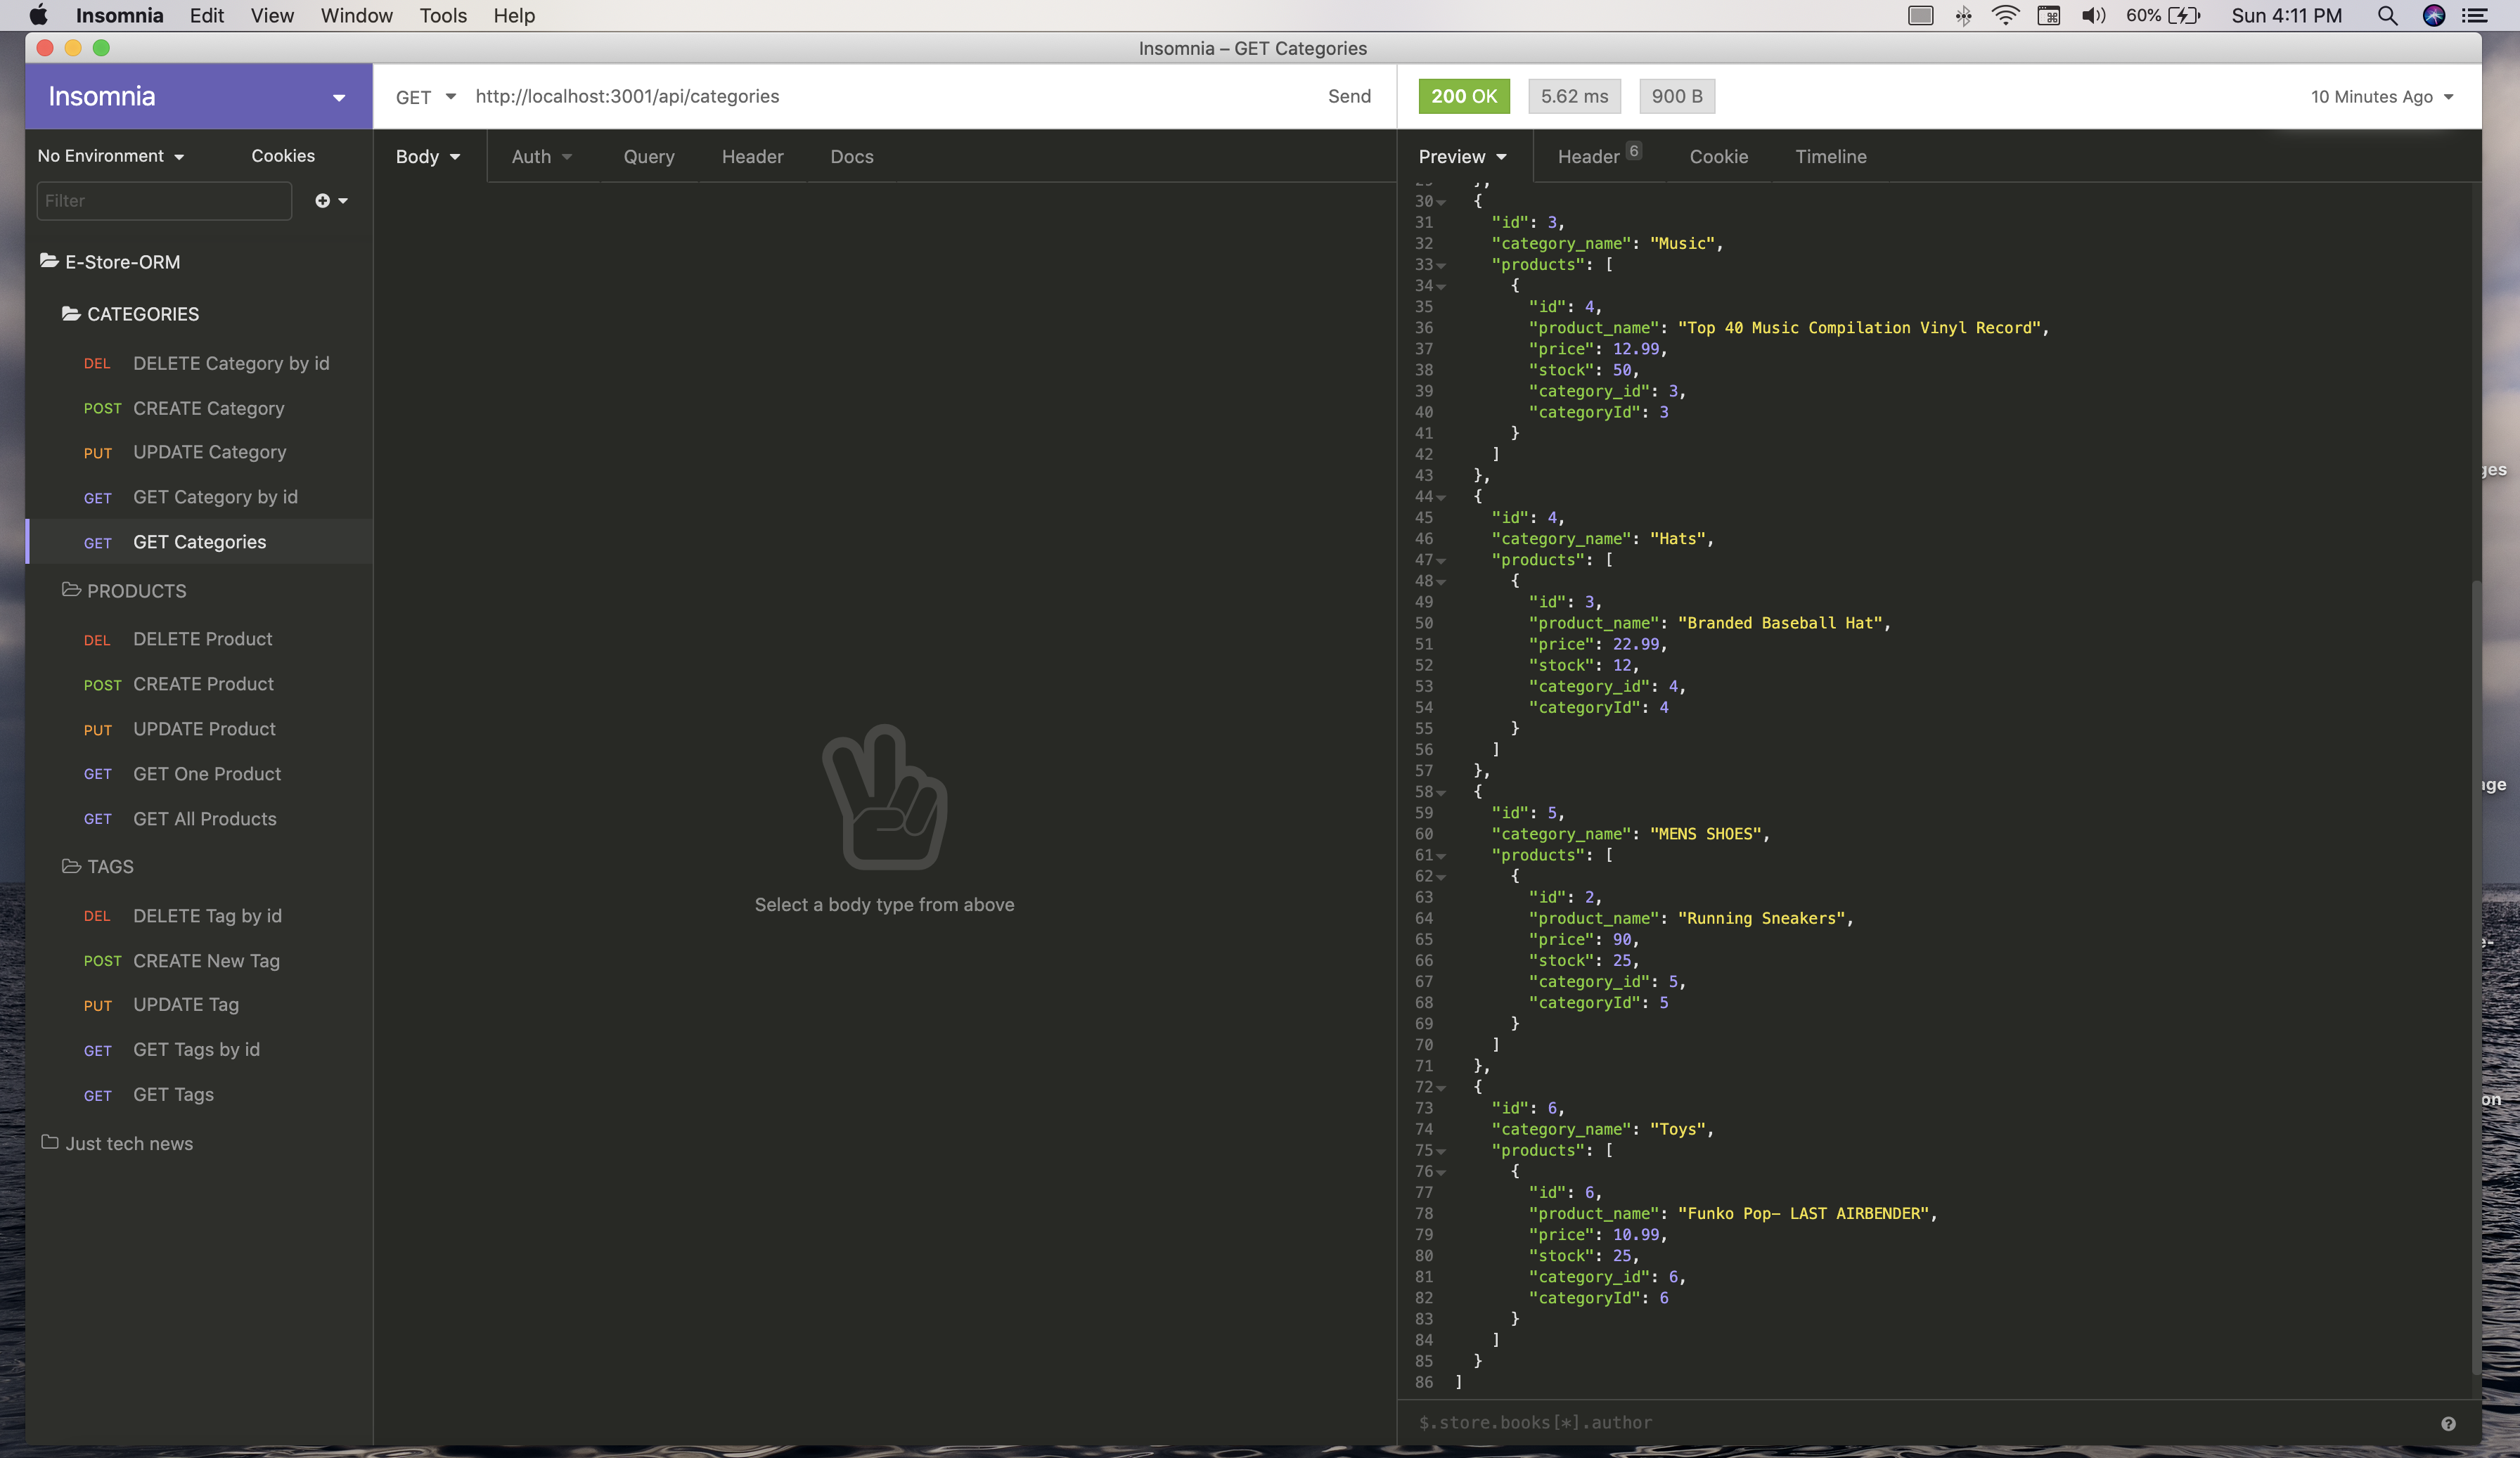 Insomnia Edit View Window Tools Help 60% Sun 4:11 PM
Insomnia – GET Categories
Insomnia
GET http://localhost:3001/api/categories Send
200 OK 5.62 ms 900 B 10 Minutes Ago
No Environment Cookies
Filter
E-Store-ORM
CATEGORIES
DEL DELETE Category by id
POST CREATE Category
PUT UPDATE Category
GET GET Category by id
GET GET Categories
PRODUCTS
DEL DELETE Product
POST CREATE Product
PUT UPDATE Product
GET GET One Product
GET GET All Products
TAGS
DEL DELETE Tag by id
POST CREATE New Tag
PUT UPDATE Tag
GET GET Tags by id
GET GET Tags
Just tech news
Body Auth Query Header Docs
Select a body type from above
Preview Header 6 Cookie Timeline
29 },
30 {
31 "id": 3,
32 "category_name": "Music",
33 "products": [
34 {
35 "id": 4,
36 "product_name": "Top 40 Music Compilation Vinyl Record",
37 "price": 12.99,
38 "stock": 50,
39 "category_id": 3,
40 "categoryId": 3
41 }
42 ]
43 },
44 {
45 "id": 4,
46 "category_name": "Hats",
47 "products": [
48 {
49 "id": 3,
50 "product_name": "Branded Baseball Hat",
51 "price": 22.99,
52 "stock": 12,
53 "category_id": 4,
54 "categoryId": 4
55 }
56 ]
57 },
58 {
59 "id": 5,
60 "category_name": "MENS SHOES",
61 "products": [
62 {
63 "id": 2,
64 "product_name": "Running Sneakers",
65 "price": 90,
66 "stock": 25,
67 "category_id": 5,
68 "categoryId": 5
69 }
70 ]
71 },
72 {
73 "id": 6,
74 "category_name": "Toys",
75 "products": [
76 {
77 "id": 6,
78 "product_name": "Funko Pop– LAST AIRBENDER",
79 "price": 10.99,
80 "stock": 25,
81 "category_id": 6,
82 "categoryId": 6
83 }
84 ]
85 }
86 ]
$.store.books[*].author